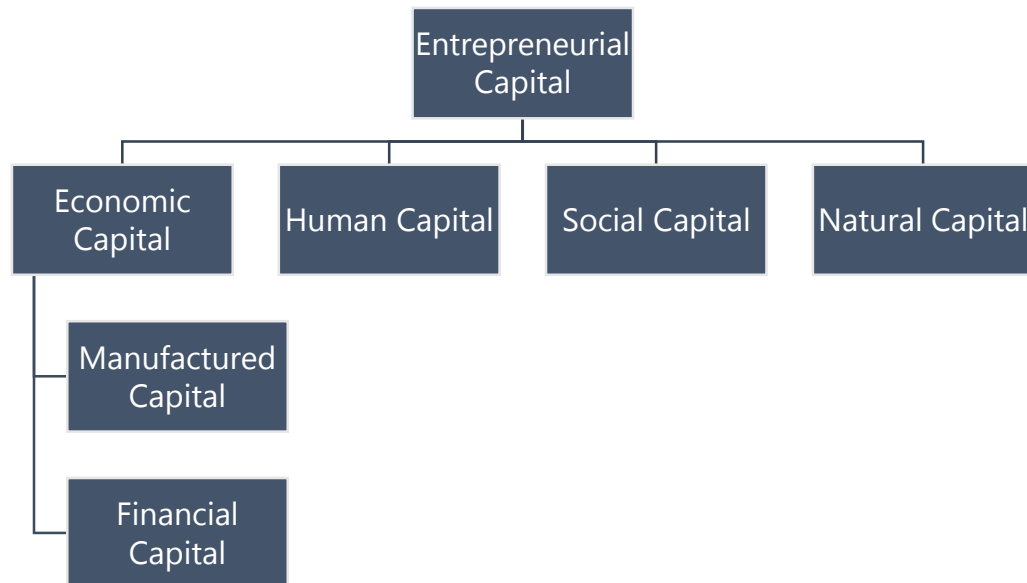 Entrepreneurial
Capital
Economic
Capital
Human Capital
Social Capital
Natural Capital
Manufactured
Capital
Financial
Capital